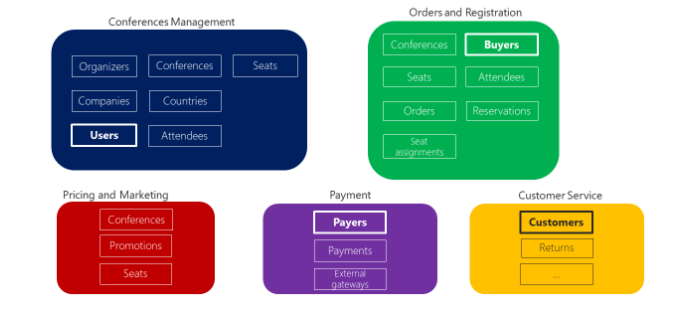 Conferences Management
Organizers
Conferences
Seats
Companies
Countries
Users
Attendees
Orders and Registration
Conferences
Buyers
Seats
Attendees
Orders
Reservations
Seat
assignments
Pricing and Marketing
Conferences
Promotions
Seats
Payment
Payers
Payments
External
gateways
Customer Service
Customers
Returns
...